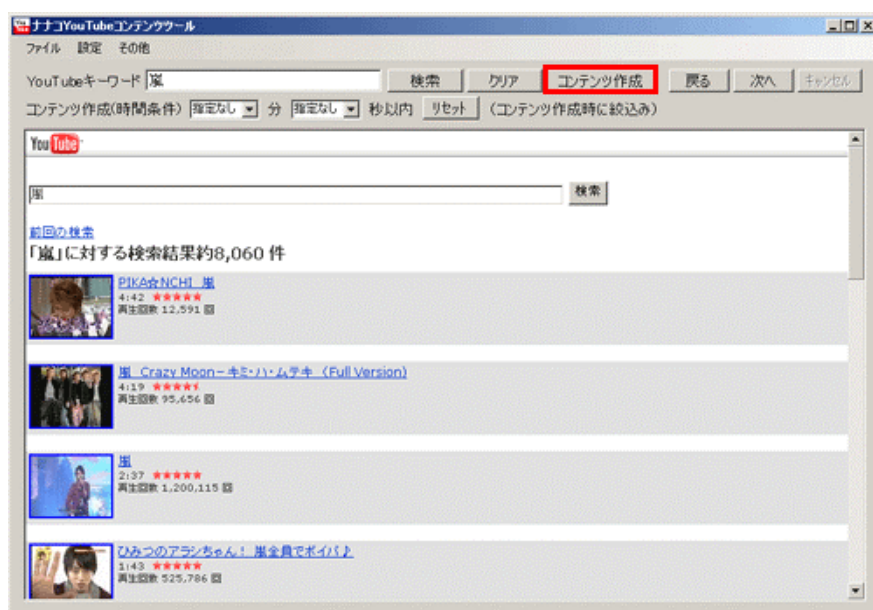 ナナコYouTubeコンテンツツール
ファイル 設定 その他
YouTubeキーワード 嵐 検索 クリア コンテンツ作成 戻る 次へ キャンセル
コンテンツ作成(時間条件) 指定なし 分 指定なし 秒以内 リセット (コンテンツ作成時に絞込み)
YouTube
嵐 検索
前回の検索
「嵐」に対する検索結果約8,060 件
PIKA☆NCHI 嵐
4:42 ★★★★★
再生回数 12,591 回
嵐 Crazy Moon－キミ・ハ・ムテキ (Full Version)
4:19 ★★★★
再生回数 95,656 回
嵐
2:37 ★★★★★
再生回数 1,200,115 回
ひみつのアラシちゃん! 嵐全員でボイパ♪
1:43 ★★★★★
再生回数 525,786 回